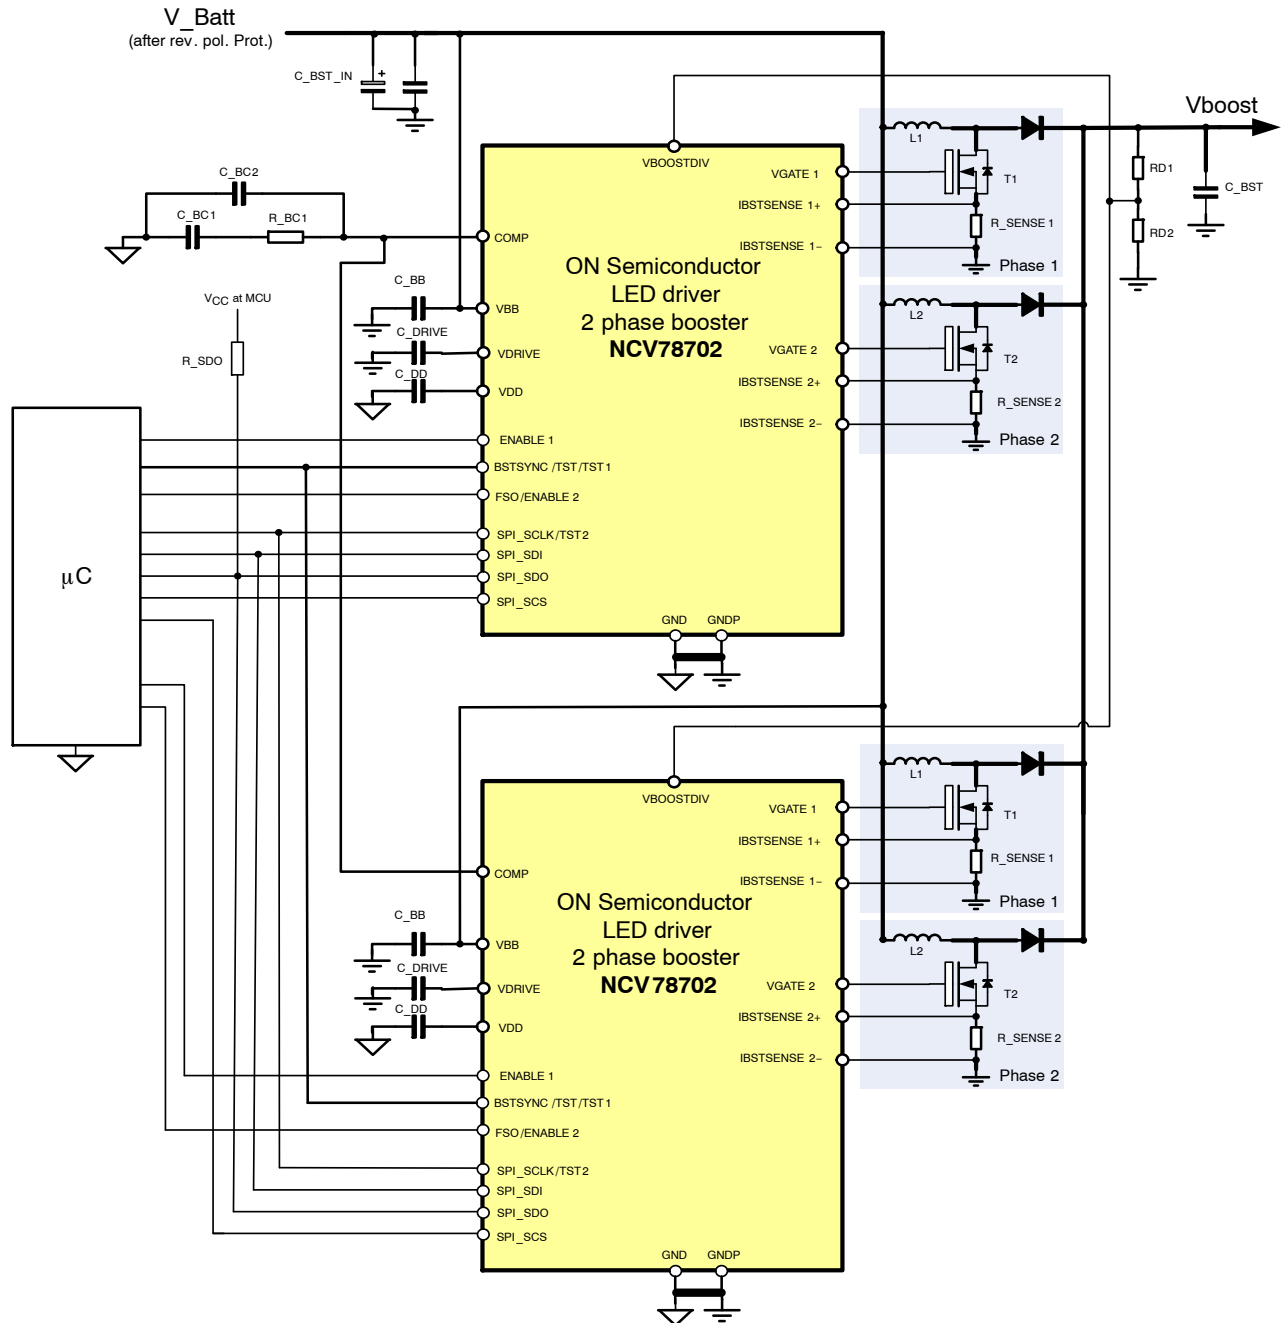 V_Batt
(after rev. pol. Prot.)
C_BST_IN
+
Vboost
VBOOSTDIV
L1
VGATE 1
T1
IBSTSENSE 1+
R_SENSE 1
IBSTSENSE 1−
Phase 1
RD1
RD2
C_BST
C_BC2
C_BC1
R_BC1
COMP
ON Semiconductor
LED driver
2 phase booster
NCV78702
C_BB
VBB
C_DRIVE
VDRIVE
C_DD
VDD
VCC at MCU
R_SDO
L2
VGATE 2
T2
IBSTSENSE 2+
R_SENSE 2
IBSTSENSE 2−
Phase 2
ENABLE 1
BSTSYNC /TST/TST1
FSO/ENABLE 2
SPI_SCLK/TST2
SPI_SDI
SPI_SDO
SPI_SCS
μC
GND
GNDP
VBOOSTDIV
L1
VGATE 1
T1
IBSTSENSE 1+
R_SENSE 1
IBSTSENSE 1−
Phase 1
COMP
ON Semiconductor
LED driver
2 phase booster
NCV78702
C_BB
VBB
C_DRIVE
VDRIVE
C_DD
VDD
L2
VGATE 2
T2
IBSTSENSE 2+
R_SENSE 2
IBSTSENSE 2−
Phase 2
ENABLE 1
BSTSYNC /TST/TST1
FSO/ENABLE 2
SPI_SCLK/TST2
SPI_SDI
SPI_SDO
SPI_SCS
GND
GNDP